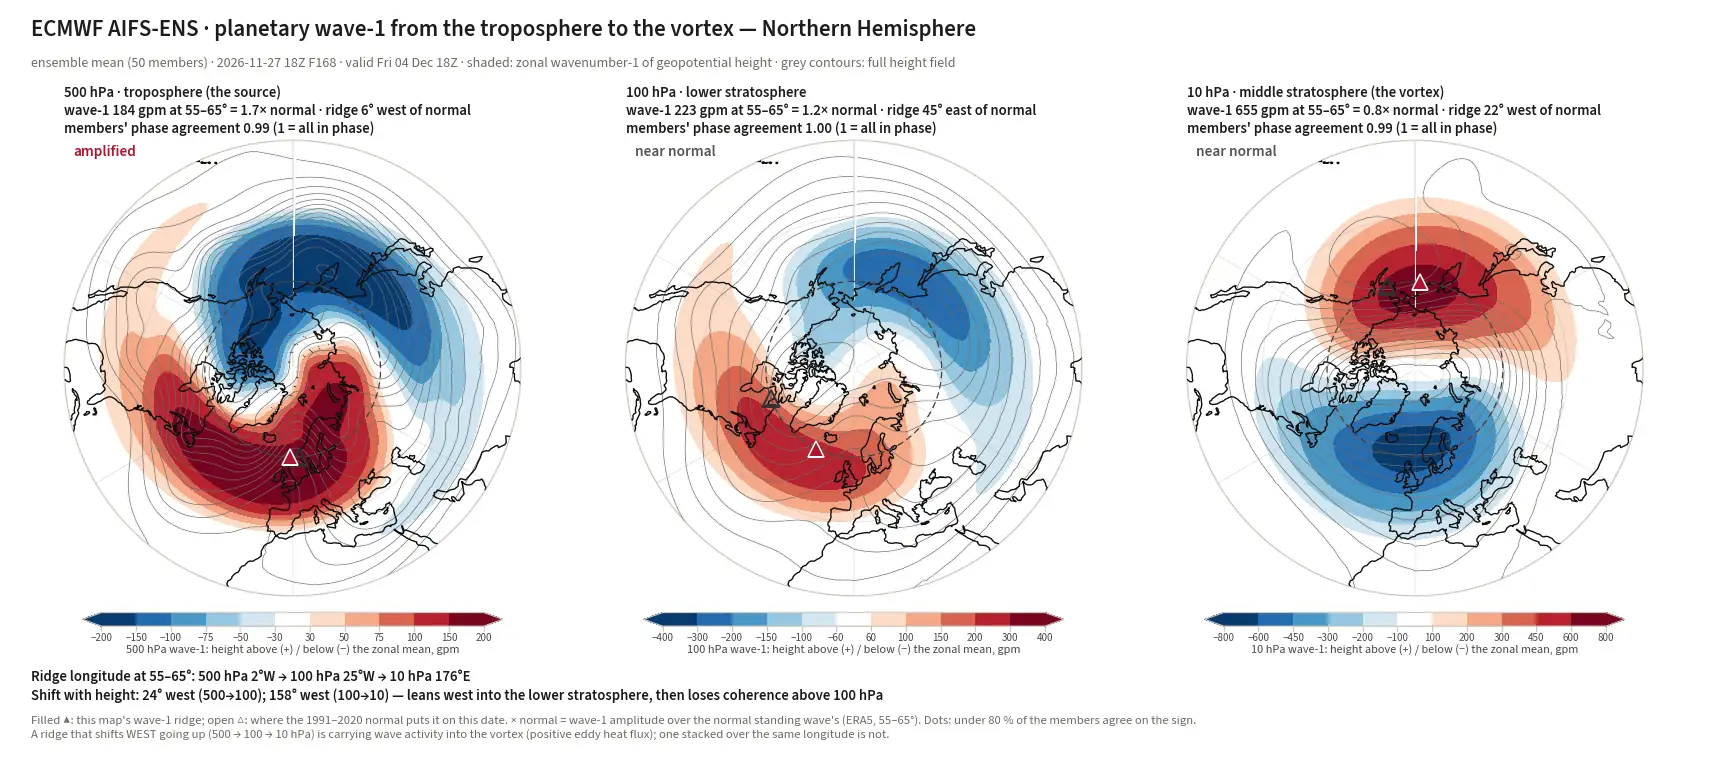 ECMWF AIFS-ENS · planetary wave-1 from the troposphere to the vortex — Northern Hemisphere
ensemble mean (50 members) · 2026-11-27 18Z F168 · valid Fri 04 Dec 18Z · shaded: zonal wavenumber-1 of geopotential height · grey contours: full height field
500 hPa · troposphere (the source)
wave-1 184 gpm at 55–65° = 1.7× normal · ridge 6° west of normal
members' phase agreement 0.99 (1 = all in phase)
amplified
100 hPa · lower stratosphere
wave-1 223 gpm at 55–65° = 1.2× normal · ridge 45° east of normal
members' phase agreement 1.00 (1 = all in phase)
near normal
10 hPa · middle stratosphere (the vortex)
wave-1 655 gpm at 55–65° = 0.8× normal · ridge 22° west of normal
members' phase agreement 0.99 (1 = all in phase)
near normal
−200 −150 −100 −75 −50 −30 30 50 75 100 150 200
500 hPa wave-1: height above (+) / below (−) the zonal mean, gpm
−400 −300 −200 −150 −100 −60 60 100 150 200 300 400
100 hPa wave-1: height above (+) / below (−) the zonal mean, gpm
−800 −600 −450 −300 −200 −100 100 200 300 450 600 800
10 hPa wave-1: height above (+) / below (−) the zonal mean, gpm
Ridge longitude at 55–65°: 500 hPa 2°W → 100 hPa 25°W → 10 hPa 176°E
Shift with height: 24° west (500→100); 158° west (100→10) — leans west into the lower stratosphere, then loses coherence above 100 hPa
Filled ▲: this map's wave-1 ridge; open △: where the 1991–2020 normal puts it on this date. × normal = wave-1 amplitude over the normal standing wave's (ERA5, 55–65°). Dots: under 80 % of the members agree on the sign.
A ridge that shifts WEST going up (500 → 100 → 10 hPa) is carrying wave activity into the vortex (positive eddy heat flux); one stacked over the same longitude is not.